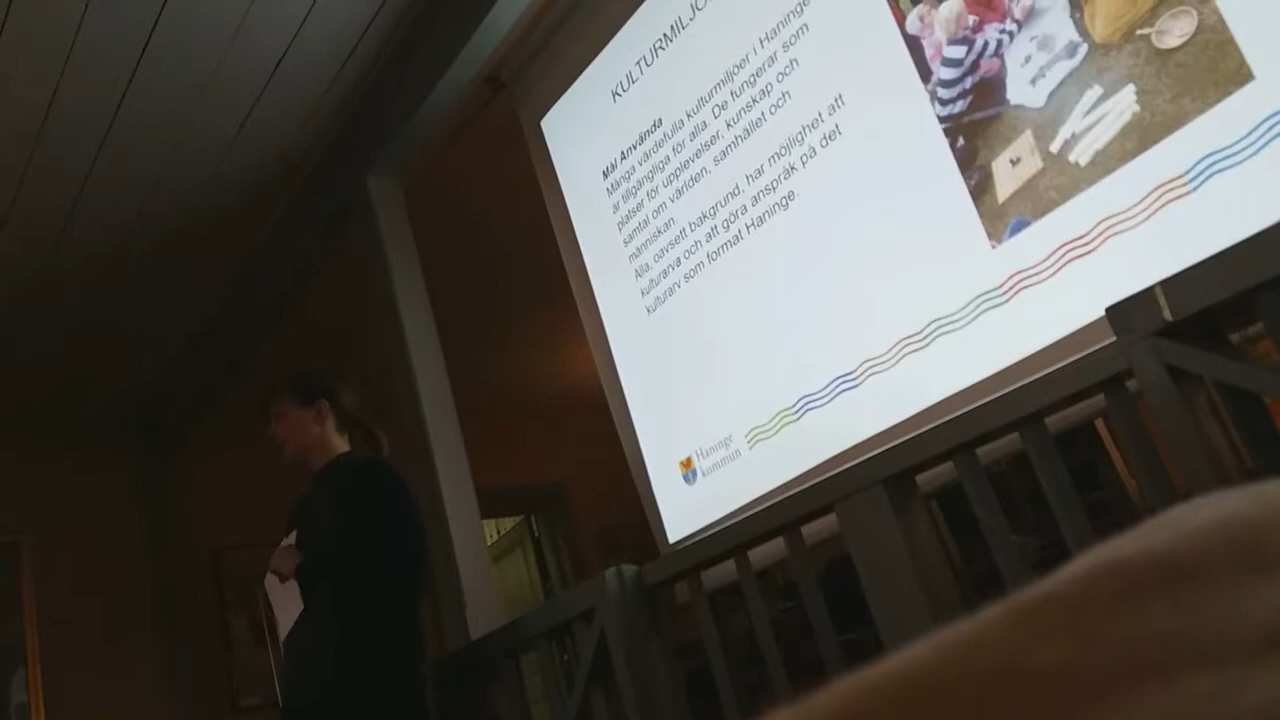 KULTURMILJÖ
Mål Använda
Många värdefulla kulturmiljöer i Haninge
är tillgängliga för alla. De fungerar som
platser för upplevelser, kunskap och
samtal om världen, samhället och
människan.
Alla, oavsett bakgrund, har möjlighet att
kulturarva och att göra anspråk på det
kulturarv som format Haninge.
Haninge
kommun